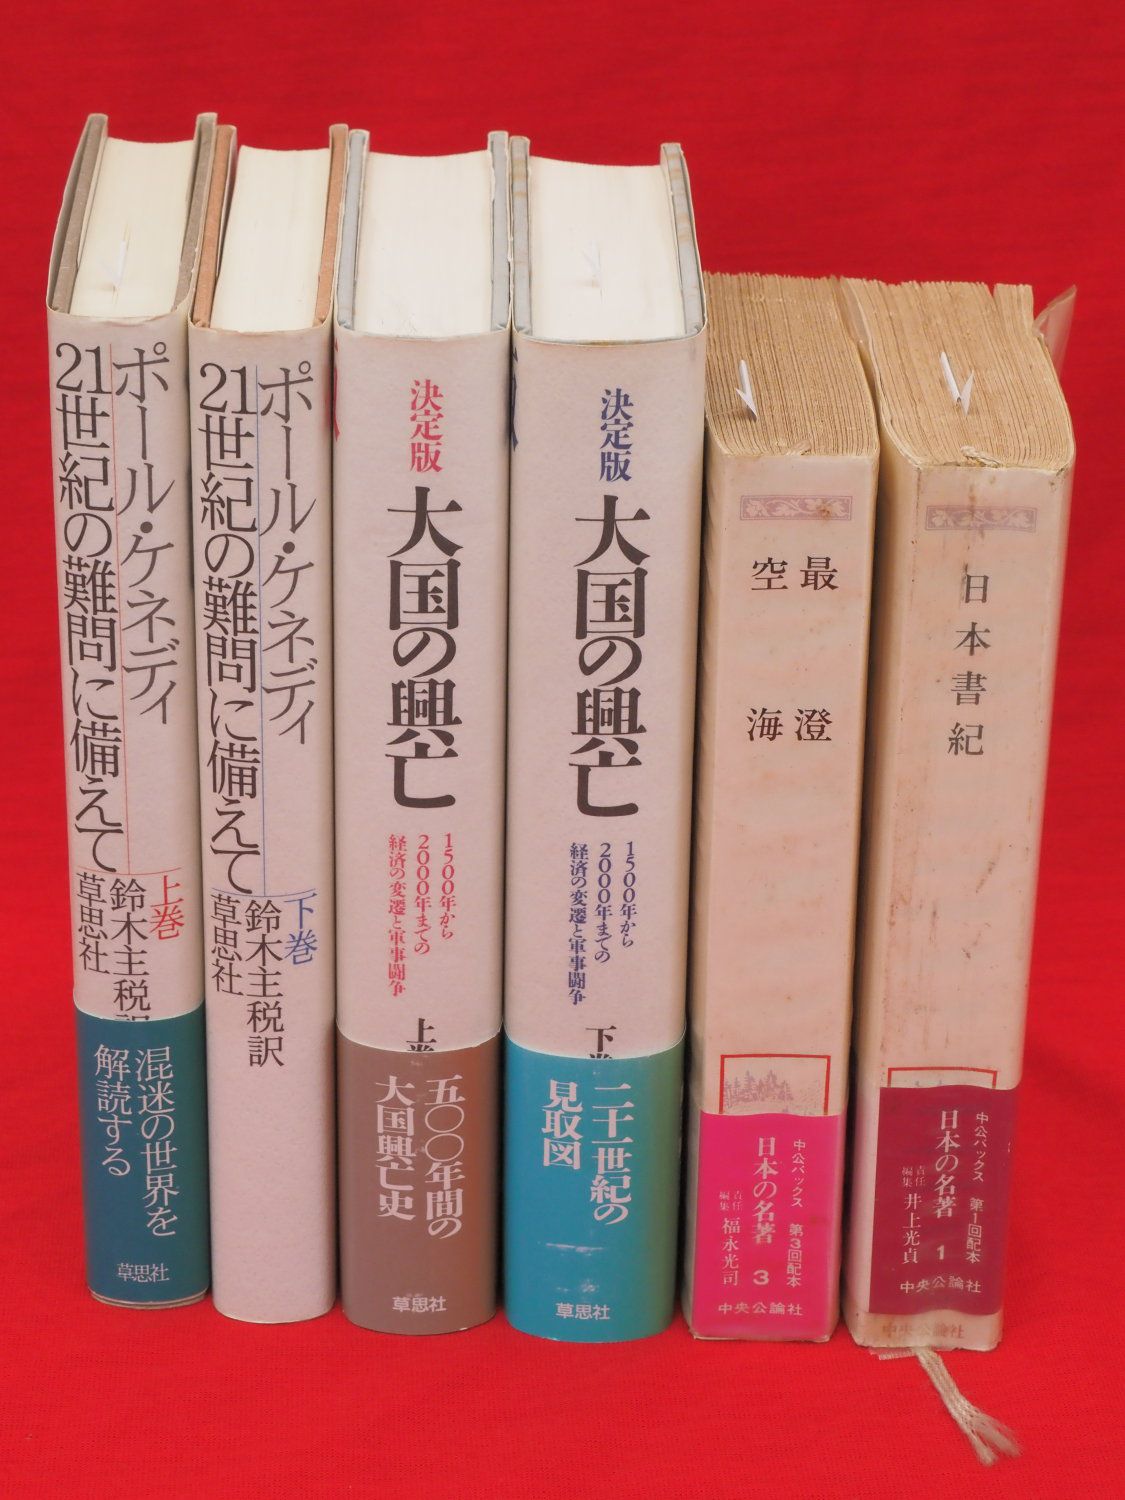 ポール・ケネディ
21世紀の難問に備えて
上巻
鈴木主税訳
草思社
混迷の世界を
解読する
草思社
ポール・ケネディ
21世紀の難問に備えて
下巻
鈴木主税訳
草思社
決定版
大国の興亡
1500年から
2000年までの
経済の変遷と軍事闘争
上巻
五〇〇年間の
大国興亡史
草思社
決定版
大国の興亡
1500年から
2000年までの
経済の変遷と軍事闘争
下巻
二十一世紀の
見取図
草思社
最澄
空海
中公バックス 第3回配本
日本の名著 3
責任編集 福永光司
中央公論社
日本書紀
中公バックス 第1回配本
日本の名著 1
責任編集 井上光貞
中央公論社
中央公論社